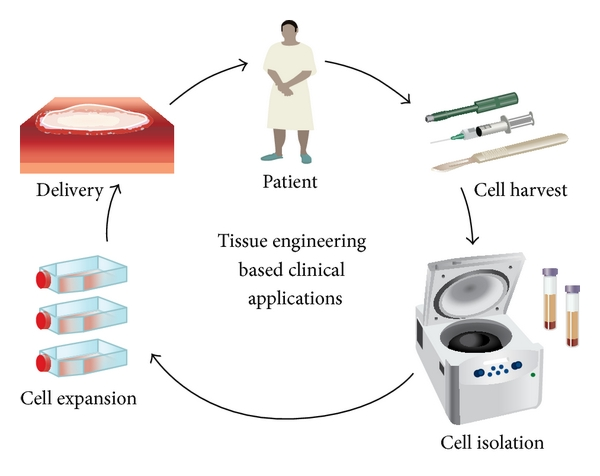 Patient
Cell harvest
Cell isolation
Cell expansion
Delivery
Tissue engineering
based clinical
applications